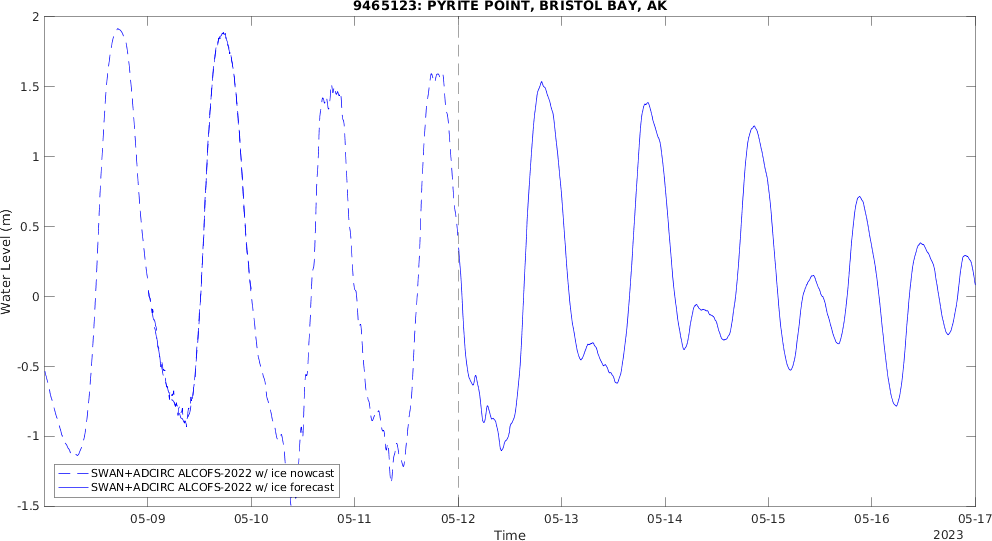 9465123: PYRITE POINT, BRISTOL BAY, AK
2
1.5
1
0.5
0
-0.5
-1
-1.5
Water Level (m)
SWAN+ADCIRC ALCOFS-2022 w/ ice nowcast
SWAN+ADCIRC ALCOFS-2022 w/ ice forecast
05-09 05-10 05-11 05-12 05-13 05-14 05-15 05-16 05-17
Time
2023